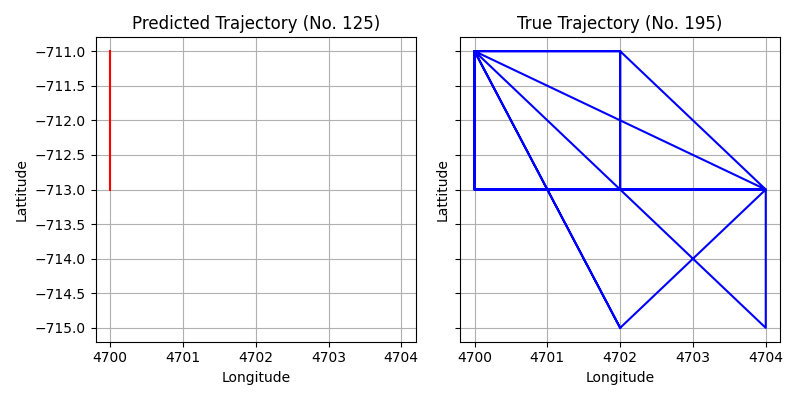 Predicted Trajectory (No. 125)
True Trajectory (No. 195)
Lattitude
−711.0
−711.5
−712.0
−712.5
−713.0
−713.5
−714.0
−714.5
−715.0
4700 4701 4702 4703 4704
Longitude
Lattitude
4700 4701 4702 4703 4704
Longitude